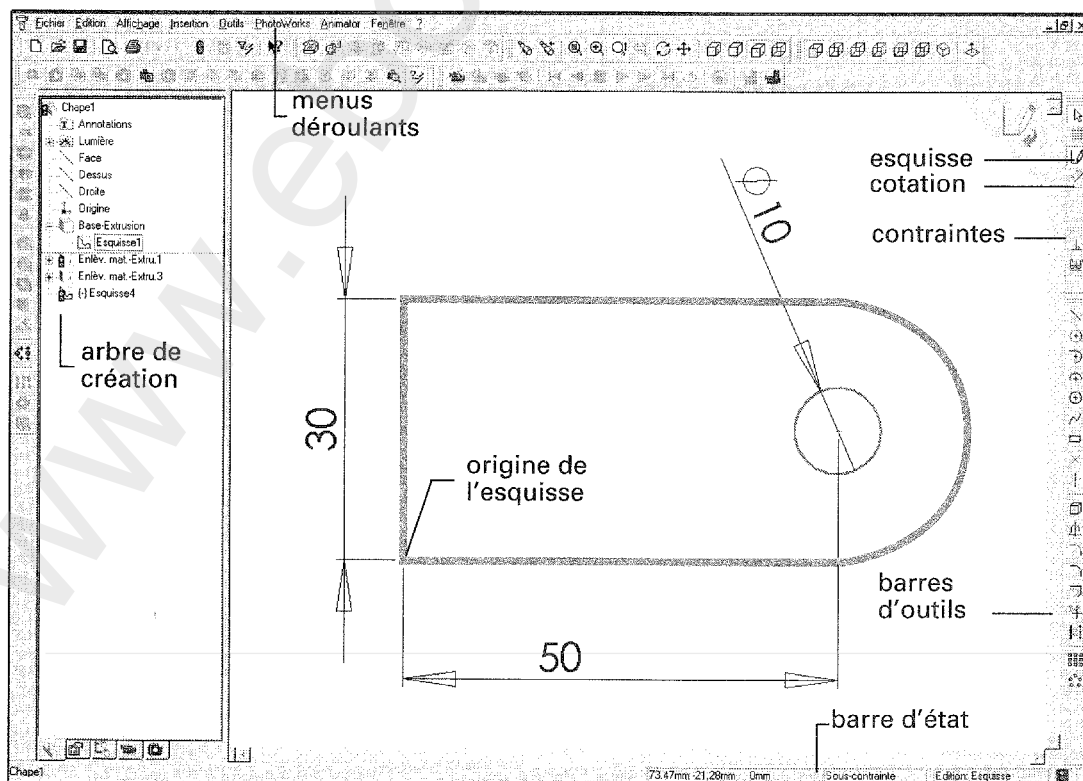 Fichier Edition Affichage Insertion Outils PhotoWorks Animator Fenêtre ?
Chape1
Annotations
Lumière
Face
Dessus
Droite
Origine
Base-Extrusion
Esquisse1
Enlèv. mat.-Extru.1
Enlèv. mat.-Extru.3
(-) Esquisse4
menus
déroulants
esquisse
cotation
contraintes
arbre de
création
∅10
30
origine de
l'esquisse
barres
d'outils
50
barre d'état
Chape1
73.47mm -21.28mm 0mm Sous-contrainte Edition: Esquisse
www.eb